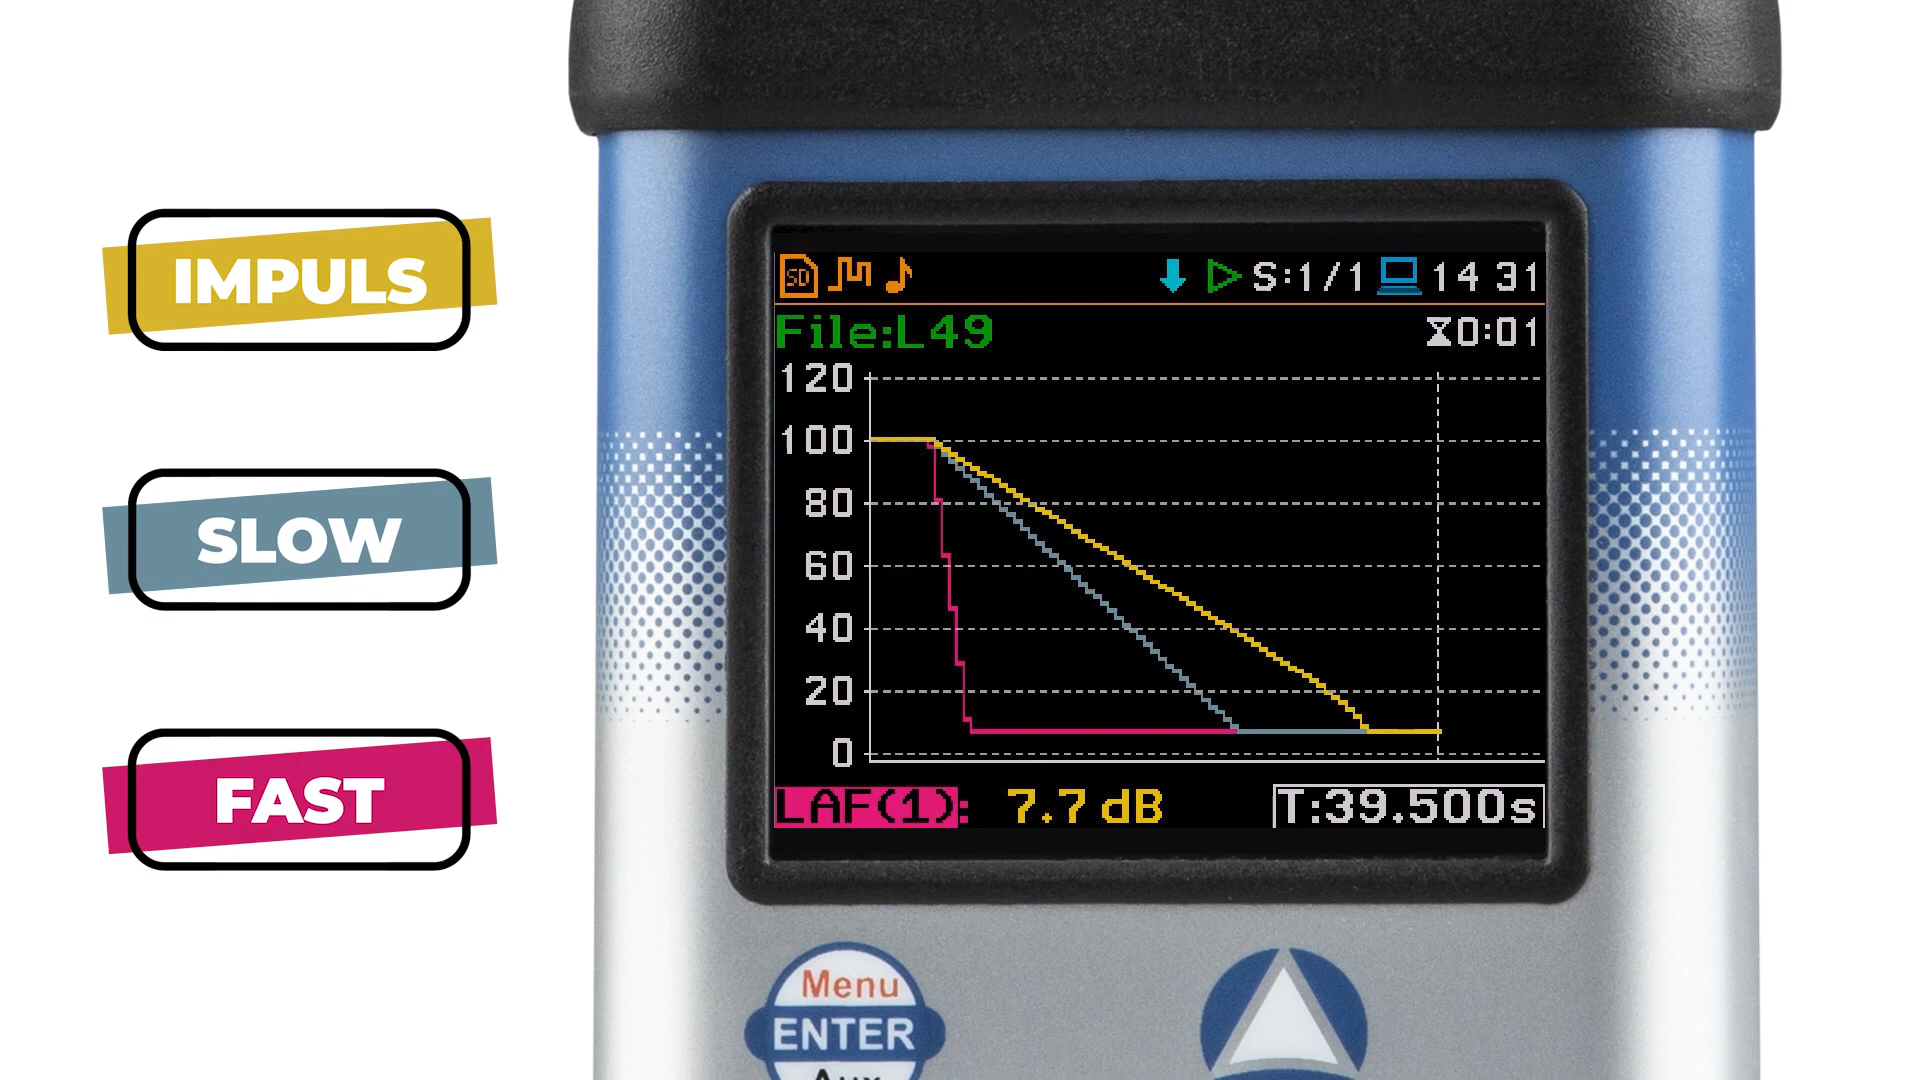 IMPULS
SLOW
FAST
SD
S:1/1
14 31
File:L49
0:01
120
100
80
60
40
20
0
LAF(1): 7.7 dB
T:39.500s
Menu
ENTER
Aux